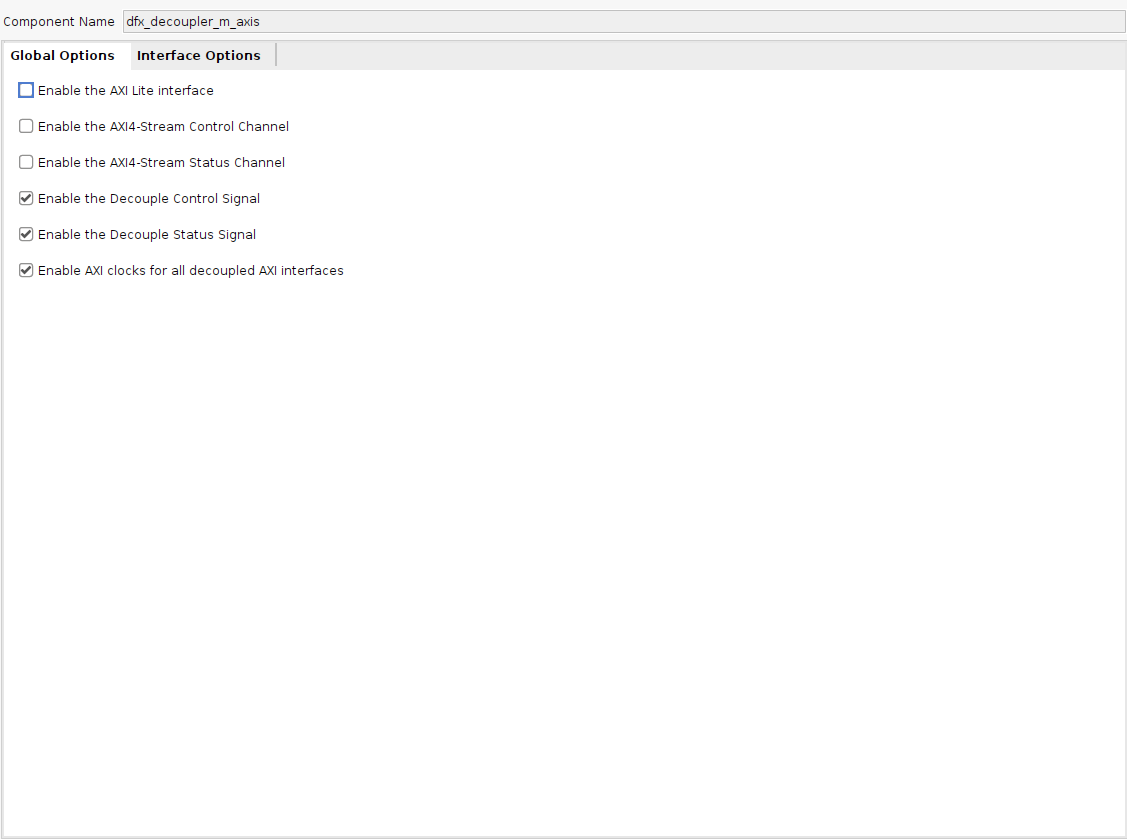 Component Name dfx_decoupler_m_axis
Global Options Interface Options
Enable the AXI Lite interface
Enable the AXI4-Stream Control Channel
Enable the AXI4-Stream Status Channel
Enable the Decouple Control Signal
Enable the Decouple Status Signal
Enable AXI clocks for all decoupled AXI interfaces